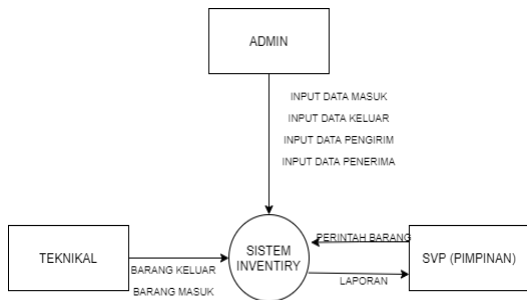 ADMIN
INPUT DATA MASUK
INPUT DATA KELUAR
INPUT DATA PENGIRIM
INPUT DATA PENERIMA
TEKNIKAL
BARANG KELUAR
BARANG MASUK
SISTEM
INVENTIRY
PERINTAH BARANG
LAPORAN
SVP (PIMPINAN)